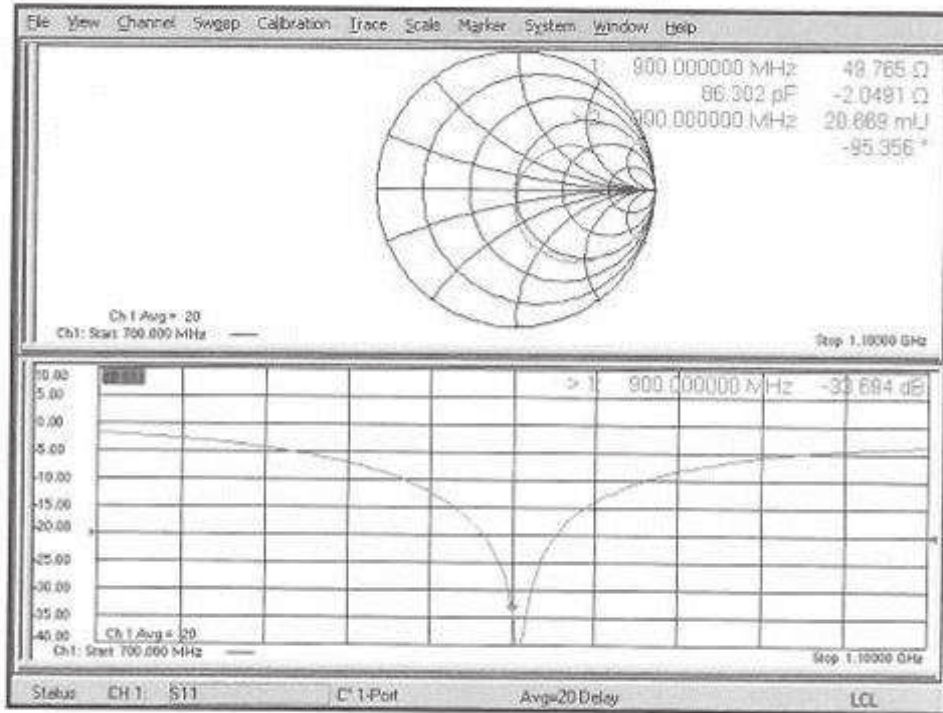 File View Channel Sweep Calibration Trace Scale Marker System Window Help
1: 900.000000 MHz 49.765 Ω
86.302 pF -2.0491 Ω
> 900.000000 MHz 20.669 mU
-95.356 °
Ch 1 Avg = 20
Ch1: Start 700.000 MHz
Stop 1.10000 GHz
10.00
> 1: 900.000000 MHz -33.694 dB
5.00
0.00
-5.00
-10.00
-15.00
-20.00
-25.00
-30.00
-35.00
-40.00
Ch 1 Avg = 20
Ch1: Start 700.000 MHz
Stop 1.10000 GHz
Status CH 1: S11 C* 1-Port Avg=20 Delay LCL